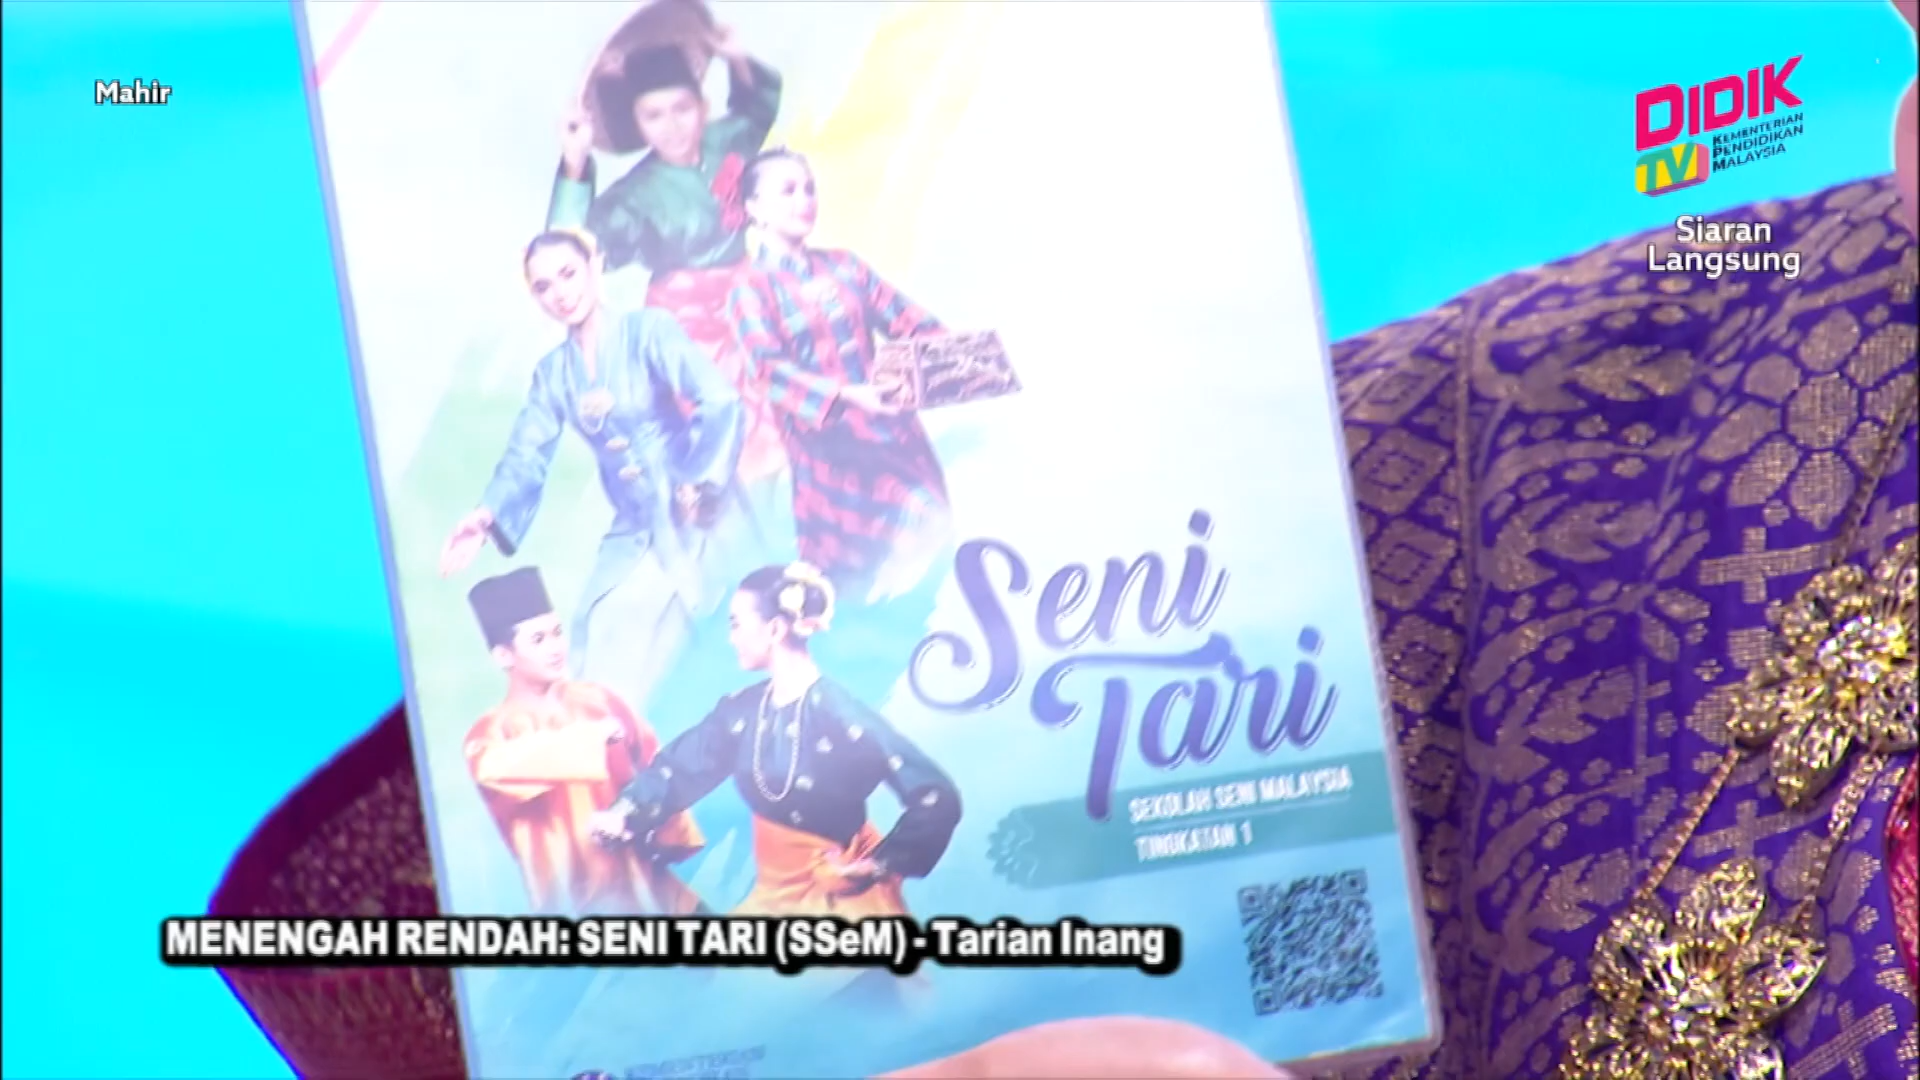 Mahir
DIDIK
TV
KEMENTERIAN
PENDIDIKAN
MALAYSIA
Siaran
Langsung
Seni
Tari
SEKOLAH SENI MALAYSIA
TINGKATAN 1
MENENGAH RENDAH: SENI TARI (SSeM) - Tarian Inang